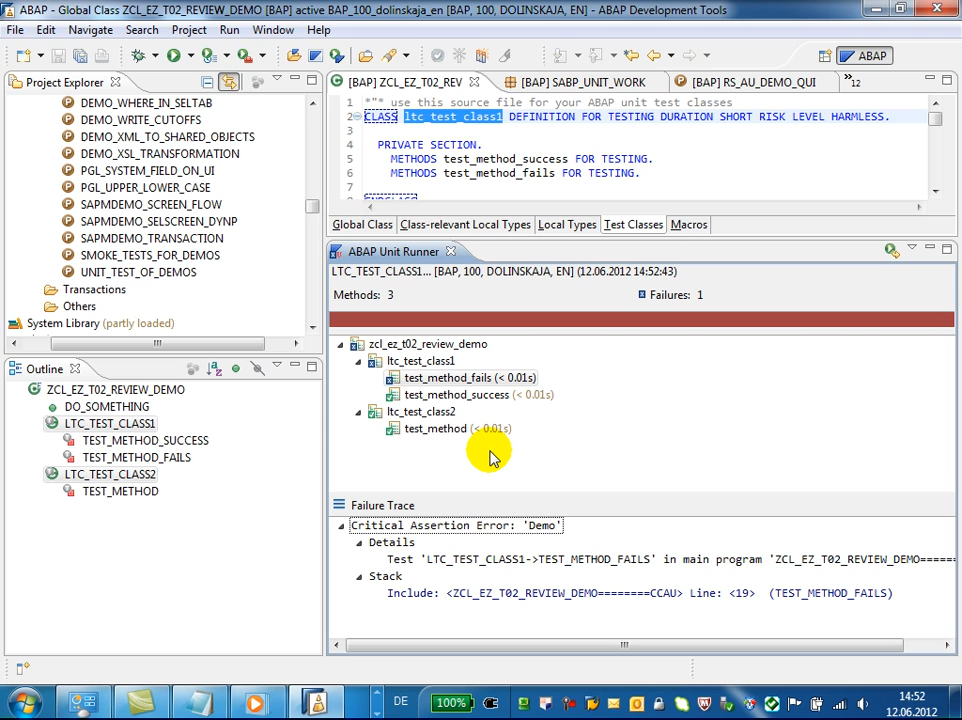 ABAP - Global Class ZCL_EZ_T02_REVIEW_DEMO [BAP] active BAP_100_dolinskaja_en [BAP, 100, DOLINSKAJA, EN] - ABAP Development Tools
File Edit Navigate Search Project Run Window Help
ABAP
Project Explorer
DEMO_WHERE_IN_SELTAB
DEMO_WRITE_CUTOFFS
DEMO_XML_TO_SHARED_OBJECTS
DEMO_XSL_TRANSFORMATION
PGL_SYSTEM_FIELD_ON_UI
PGL_UPPER_LOWER_CASE
SAPMDEMO_SCREEN_FLOW
SAPMDEMO_SELSCREEN_DYNP
SAPMDEMO_TRANSACTION
SMOKE_TESTS_FOR_DEMOS
UNIT_TEST_OF_DEMOS
Transactions
Others
System Library (partly loaded)
Outline
ZCL_EZ_T02_REVIEW_DEMO
DO_SOMETHING
LTC_TEST_CLASS1
TEST_METHOD_SUCCESS
TEST_METHOD_FAILS
LTC_TEST_CLASS2
TEST_METHOD
[BAP] ZCL_EZ_T02_REV [BAP] SABP_UNIT_WORK [BAP] RS_AU_DEMO_QUI »12
1 *"* use this source file for your ABAP unit test classes
2 CLASS ltc_test_class1 DEFINITION FOR TESTING DURATION SHORT RISK LEVEL HARMLESS.
3
4 PRIVATE SECTION.
5 METHODS test_method_success FOR TESTING.
6 METHODS test_method_fails FOR TESTING.
7
Global Class Class-relevant Local Types Local Types Test Classes Macros
ABAP Unit Runner
LTC_TEST_CLASS1... [BAP, 100, DOLINSKAJA, EN] (12.06.2012 14:52:43)
Methods: 3 Failures: 1
zcl_ez_t02_review_demo
ltc_test_class1
test_method_fails (< 0.01s)
test_method_success (< 0.01s)
ltc_test_class2
test_method (< 0.01s)
Failure Trace
Critical Assertion Error: 'Demo'
Details
Test 'LTC_TEST_CLASS1->TEST_METHOD_FAILS' in main program 'ZCL_EZ_T02_REVIEW_DEMO=====
Stack
Include: <ZCL_EZ_T02_REVIEW_DEMO========CCAU> Line: <19> (TEST_METHOD_FAILS)
DE 100% 14:52
12.06.2012